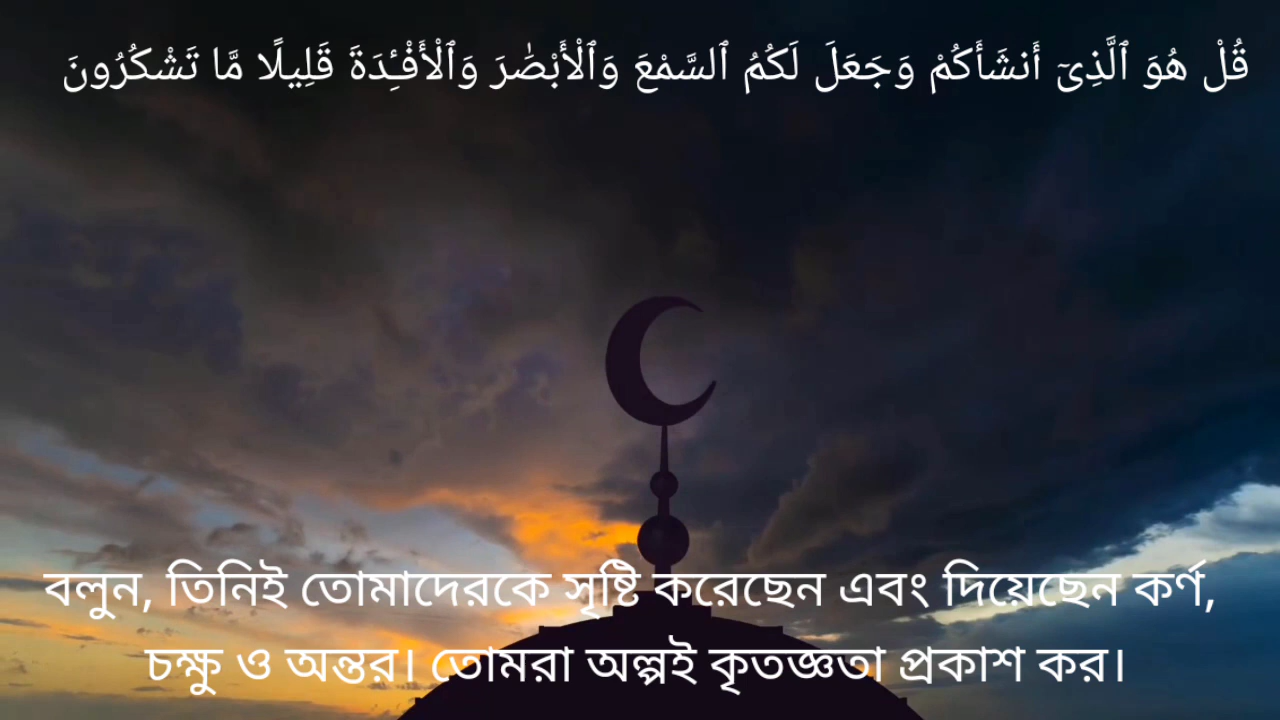 قُلْ هُوَ ٱلَّذِىٓ أَنشَأَكُمْ وَجَعَلَ لَكُمُ ٱلسَّمْعَ وَٱلْأَبْصَٰرَ وَٱلْأَفْـِٔدَةَ قَلِيلًا مَّا تَشْكُرُونَ
বলুন, তিনিই তোমাদেরকে সৃষ্টি করেছেন এবং দিয়েছেন কর্ণ,
চক্ষু ও অন্তর। তোমরা অল্পই কৃতজ্ঞতা প্রকাশ কর।